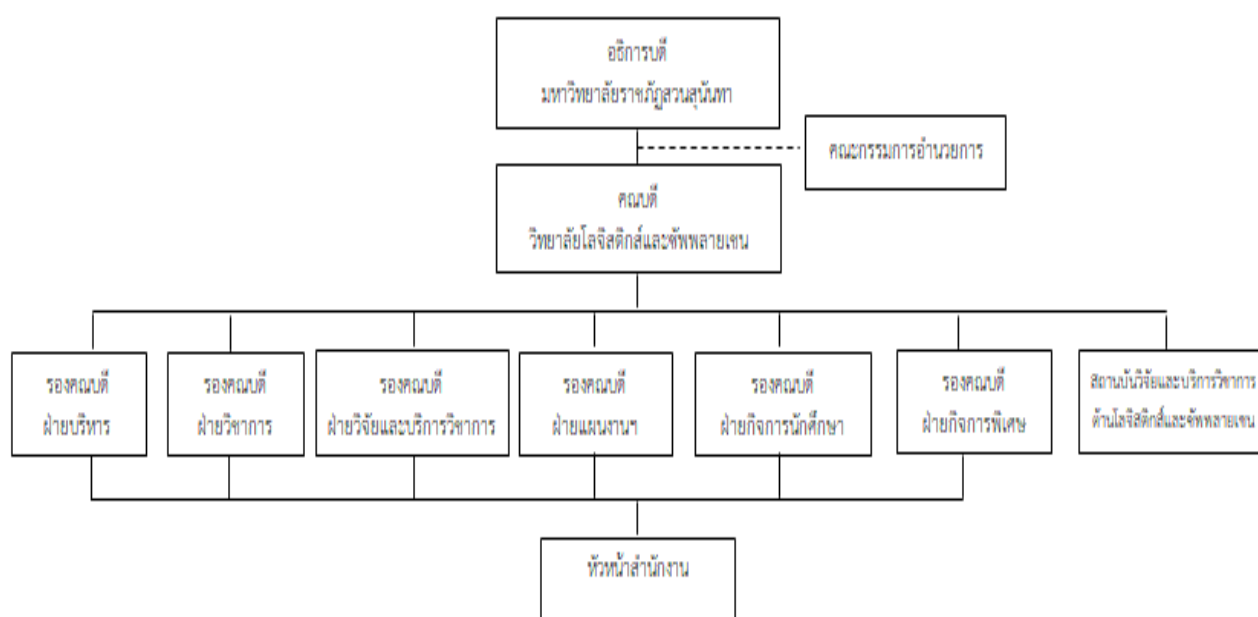 อธิการบดี
มหาวิทยาลัยราชภัฏสวนสุนันทา
คณะกรรมการอำนวยการ
คณบดี
วิทยาลัยโลจิสติกส์และซัพพลายเชน
รองคณบดี
ฝ่ายบริหาร
รองคณบดี
ฝ่ายวิชาการ
รองคณบดี
ฝ่ายวิจัยและบริการวิชาการ
รองคณบดี
ฝ่ายแผนงานฯ
รองคณบดี
ฝ่ายกิจการนักศึกษา
รองคณบดี
ฝ่ายกิจการพิเศษ
สถานบันวิจัยและบริการวิชาการ
ด้านโลจิสติกส์และซัพพลายเชน
หัวหน้าสำนักงาน